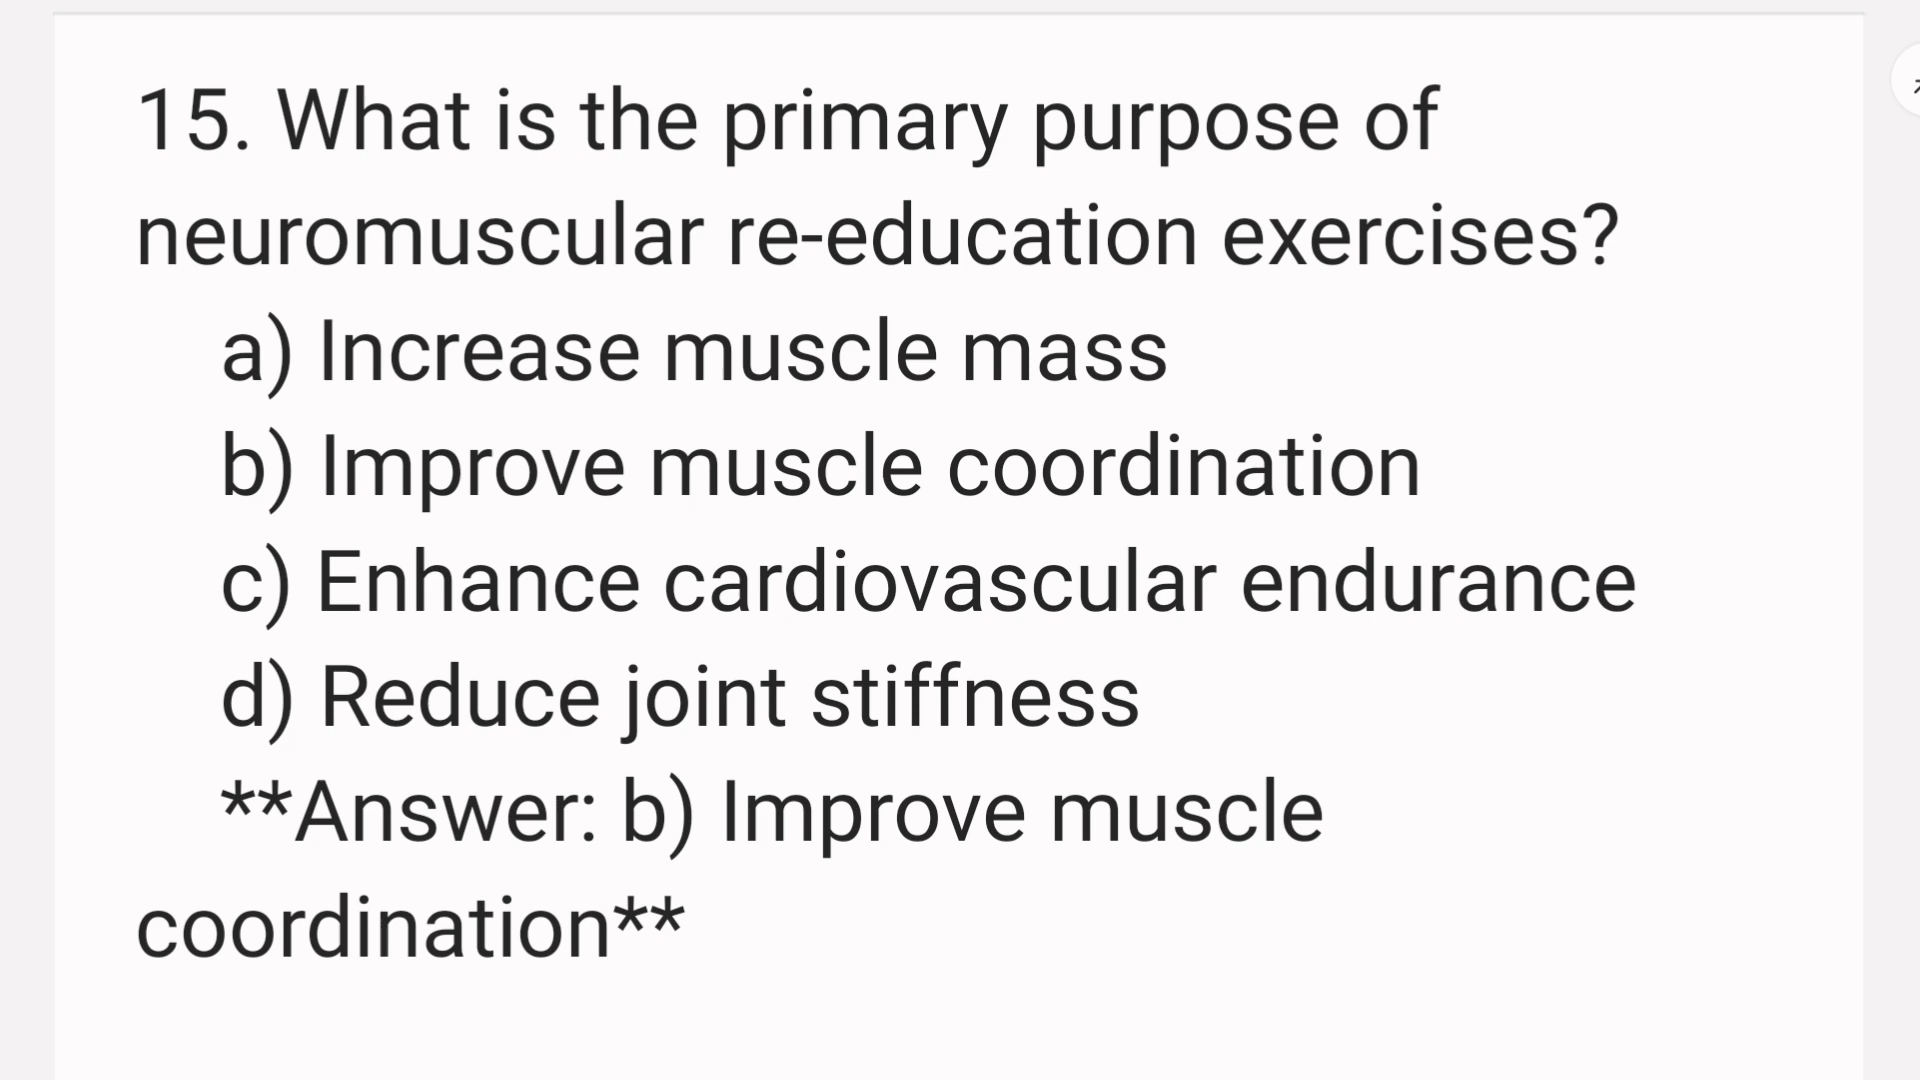 15. What is the primary purpose of
neuromuscular re-education exercises?
a) Increase muscle mass
b) Improve muscle coordination
c) Enhance cardiovascular endurance
d) Reduce joint stiffness
**Answer: b) Improve muscle
coordination**